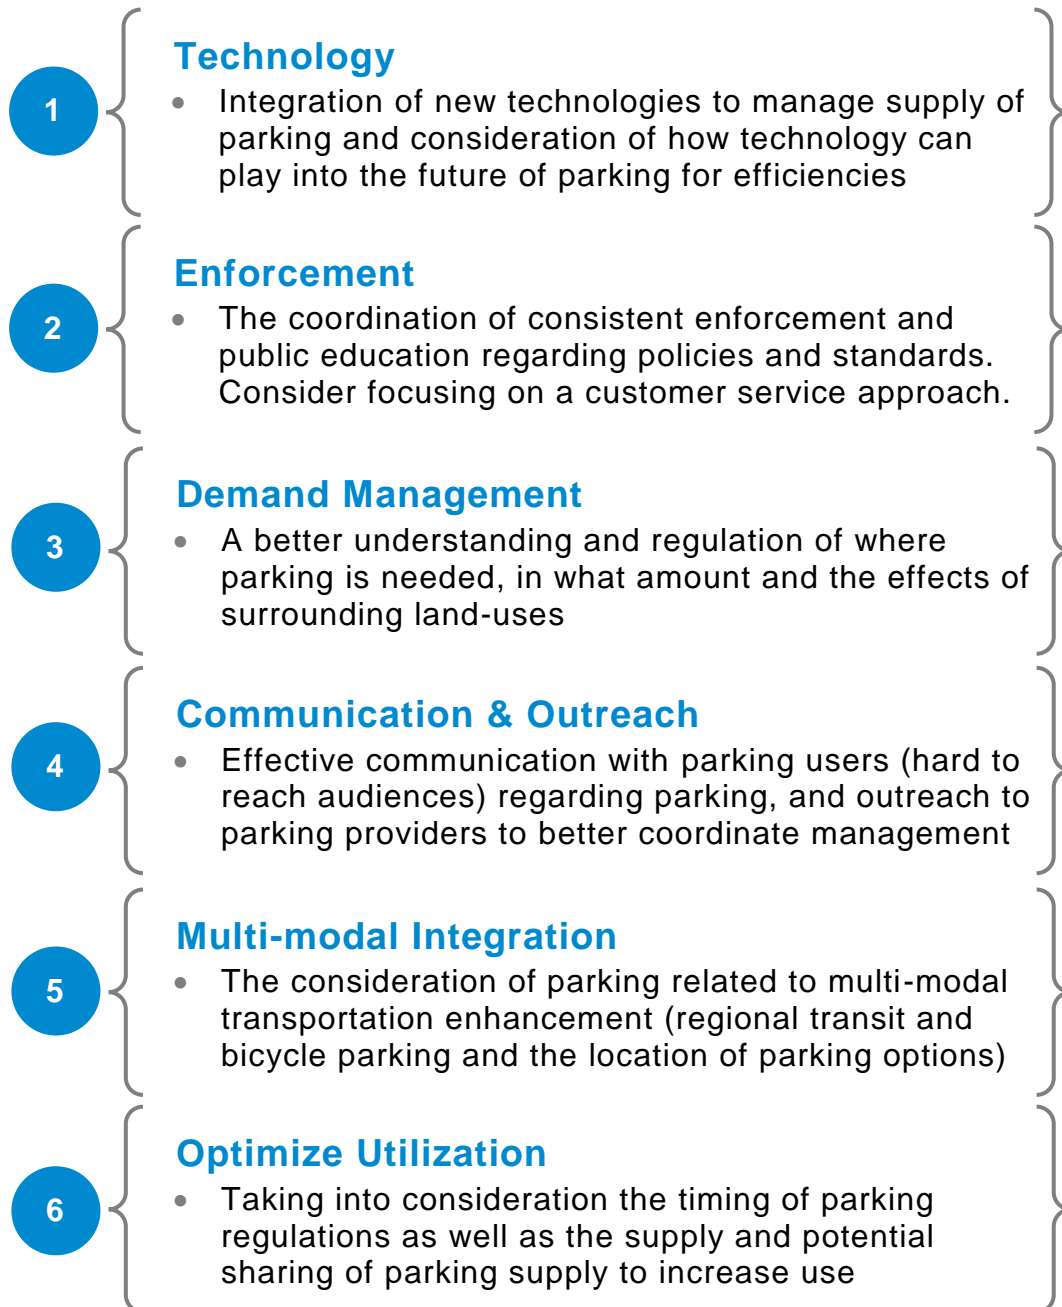 Technology
1
• Integration of new technologies to manage supply of
parking and consideration of how technology can
play into the future of parking for efficiencies
Enforcement
2
• The coordination of consistent enforcement and
public education regarding policies and standards.
Consider focusing on a customer service approach.
Demand Management
3
• A better understanding and regulation of where
parking is needed, in what amount and the effects of
surrounding land-uses
Communication & Outreach
4
• Effective communication with parking users (hard to
reach audiences) regarding parking, and outreach to
parking providers to better coordinate management
Multi-modal Integration
5
• The consideration of parking related to multi-modal
transportation enhancement (regional transit and
bicycle parking and the location of parking options)
Optimize Utilization
6
• Taking into consideration the timing of parking
regulations as well as the supply and potential
sharing of parking supply to increase use